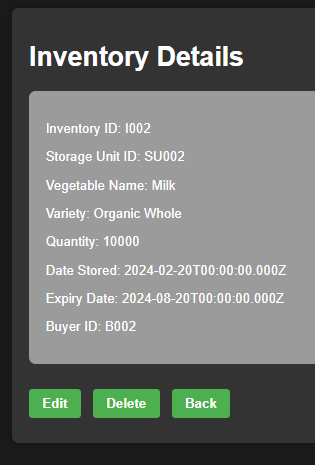 Inventory Details
Inventory ID: I002
Storage Unit ID: SU002
Vegetable Name: Milk
Variety: Organic Whole
Quantity: 10000
Date Stored: 2024-02-20T00:00:00.000Z
Expiry Date: 2024-08-20T00:00:00.000Z
Buyer ID: B002
Edit Delete Back